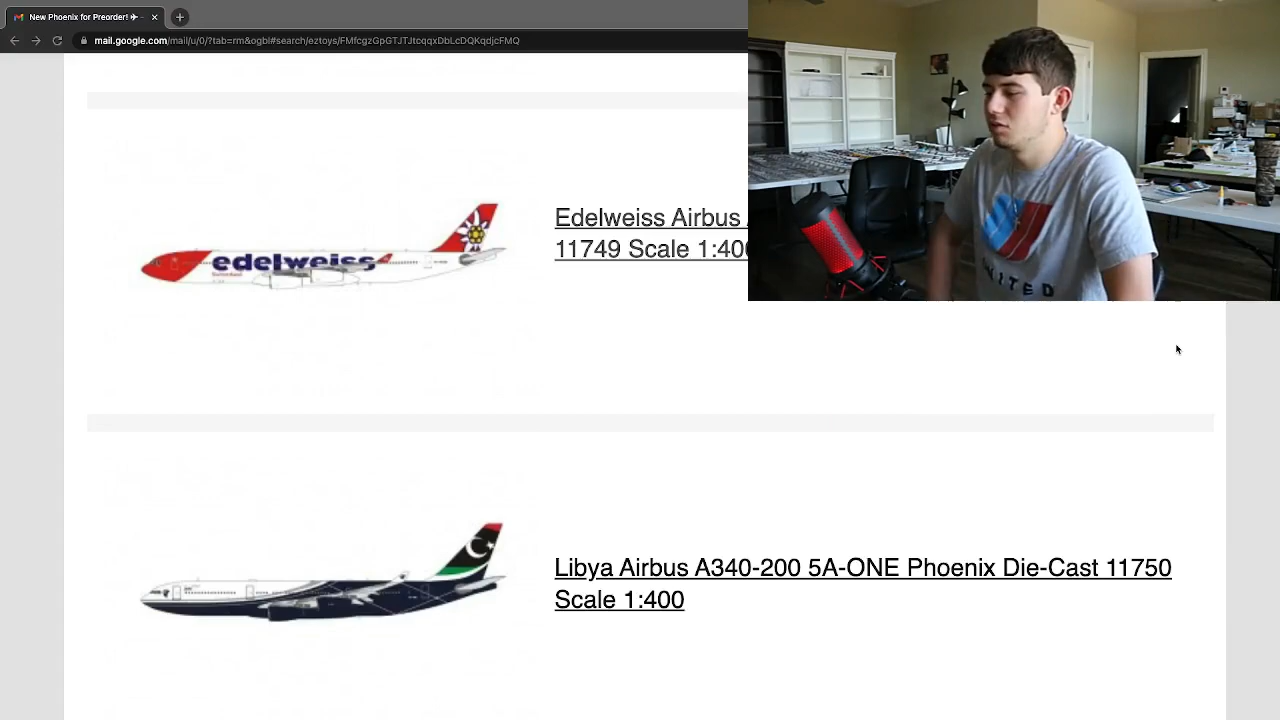 New Phoenix for Preorder! ✈ -
mail.google.com/mail/u/0/?tab=rm&ogbl#search/eztoys/FMfcgzGpGTJTJtcqqxDbLcDQKqdjcFMQ
Edelweiss Airbus
11749 Scale 1:400
edelweiss
UNITED
Libya Airbus A340-200 5A-ONE Phoenix Die-Cast 11750
Scale 1:400